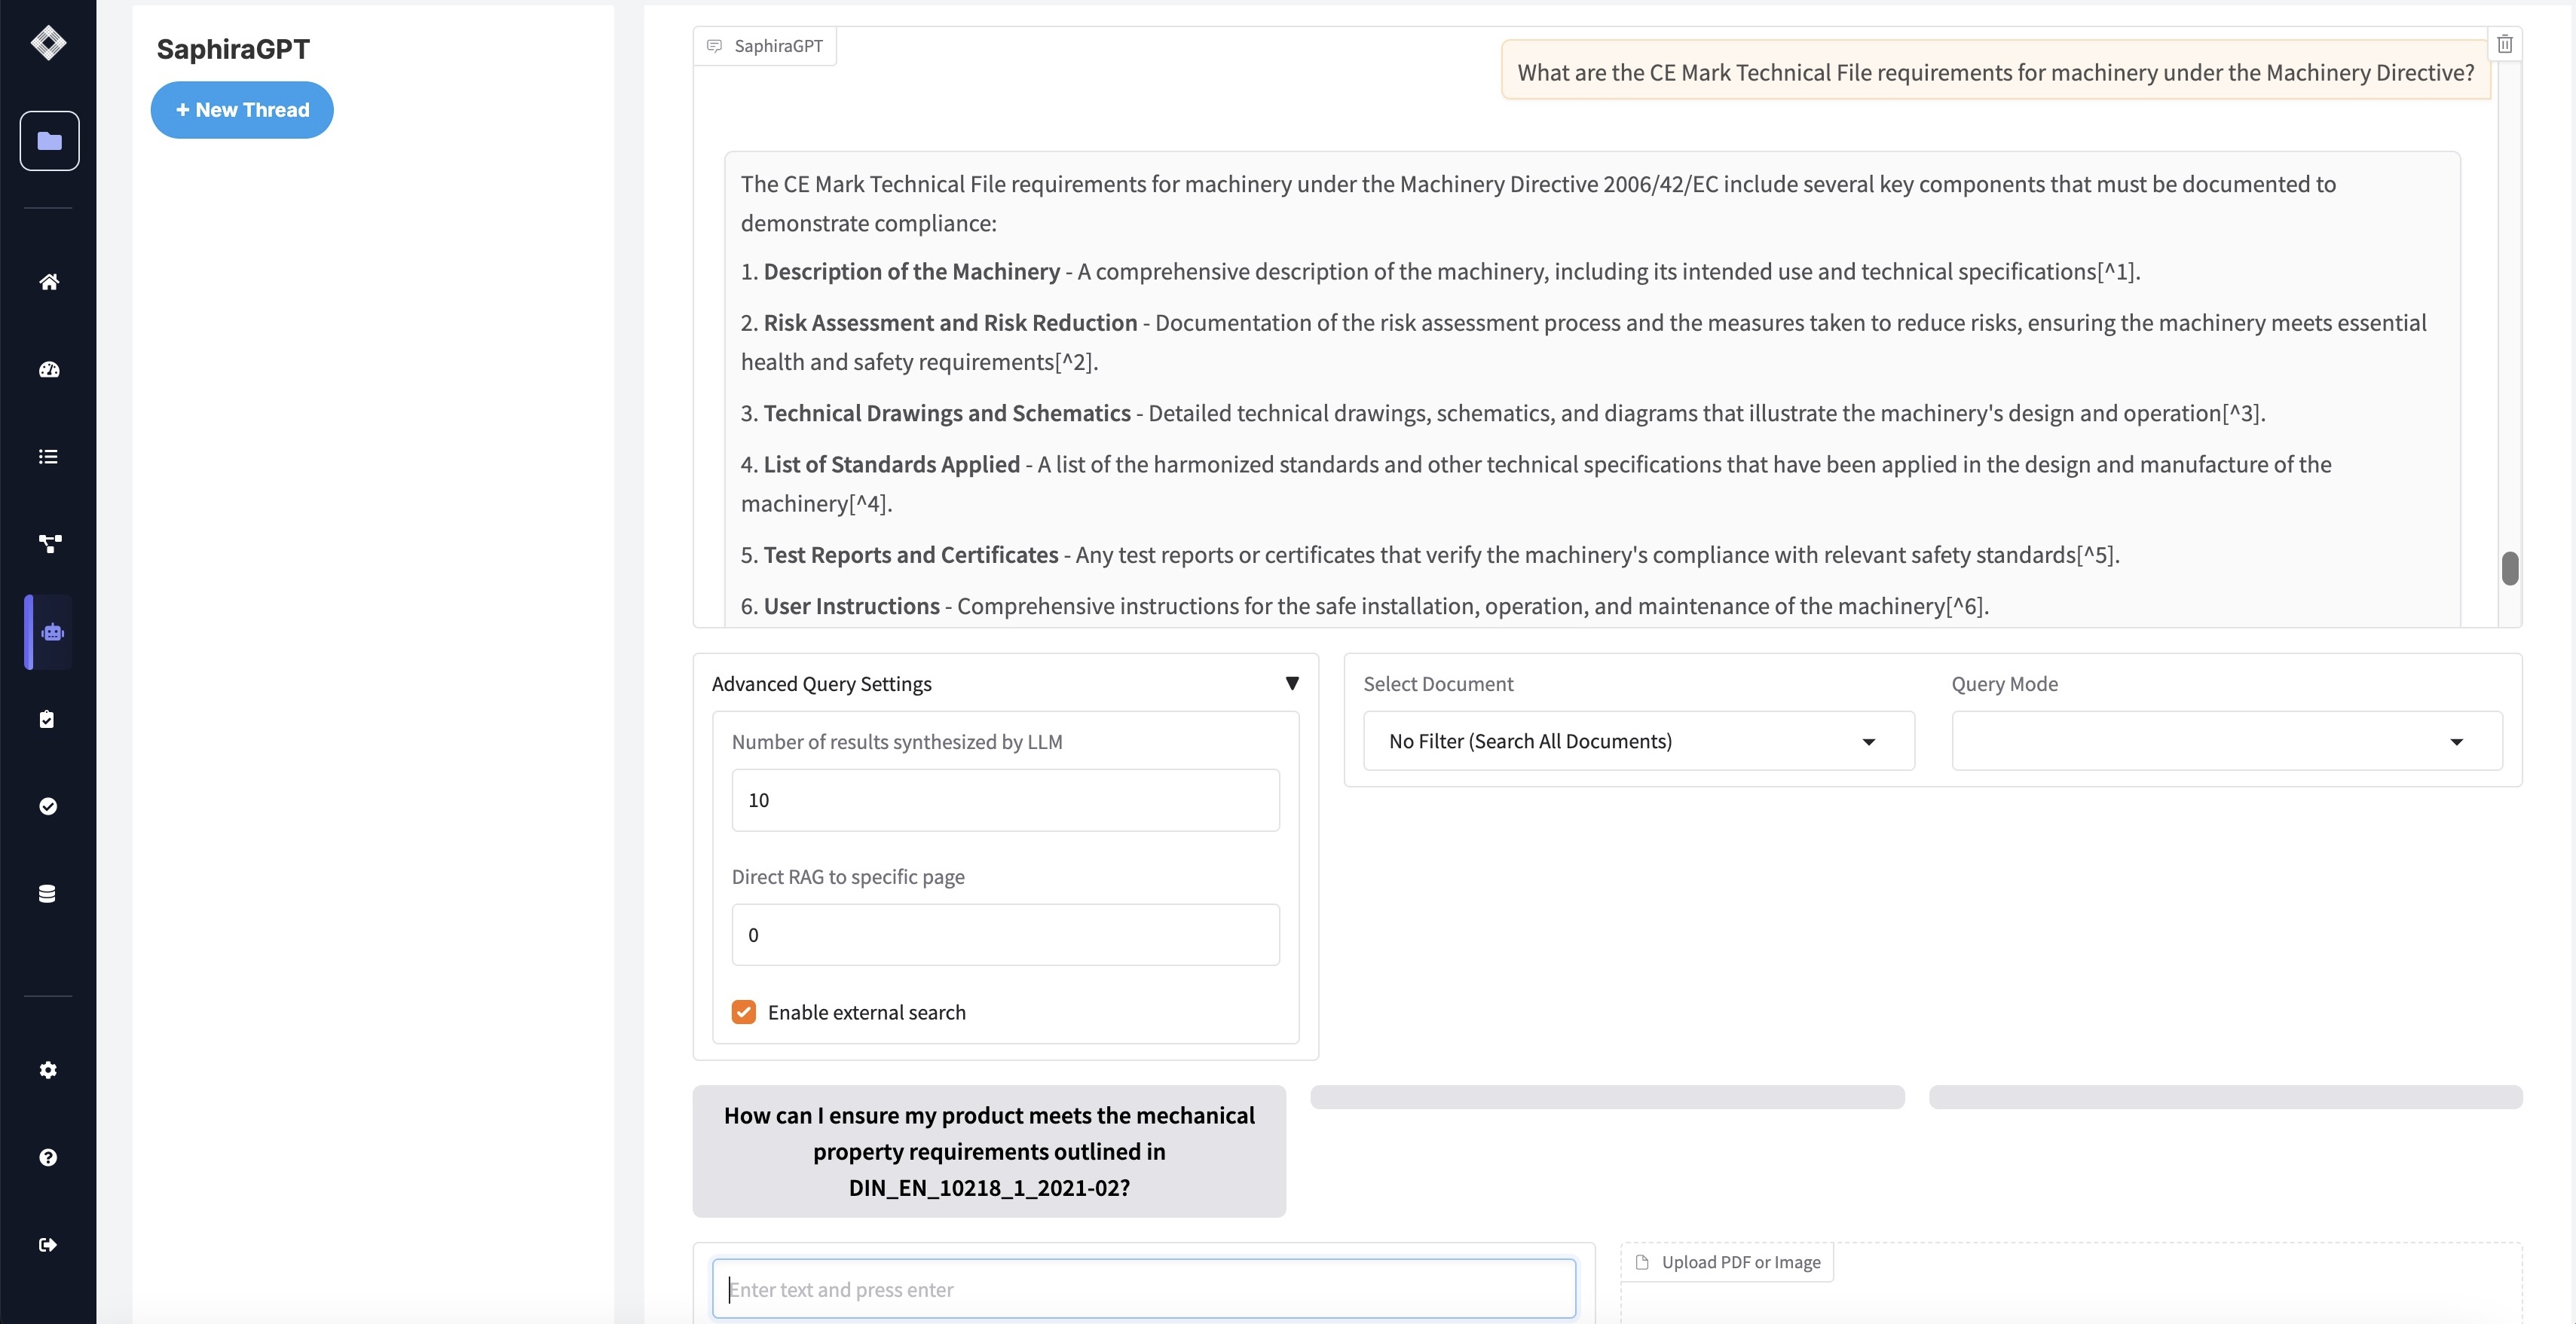 SaphiraGPT
+ New Thread
SaphiraGPT
What are the CE Mark Technical File requirements for machinery under the Machinery Directive?
The CE Mark Technical File requirements for machinery under the Machinery Directive 2006/42/EC include several key components that must be documented to
demonstrate compliance:
1. Description of the Machinery - A comprehensive description of the machinery, including its intended use and technical specifications[^1].
2. Risk Assessment and Risk Reduction - Documentation of the risk assessment process and the measures taken to reduce risks, ensuring the machinery meets essential
health and safety requirements[^2].
3. Technical Drawings and Schematics - Detailed technical drawings, schematics, and diagrams that illustrate the machinery's design and operation[^3].
4. List of Standards Applied - A list of the harmonized standards and other technical specifications that have been applied in the design and manufacture of the
machinery[^4].
5. Test Reports and Certificates - Any test reports or certificates that verify the machinery's compliance with relevant safety standards[^5].
6. User Instructions - Comprehensive instructions for the safe installation, operation, and maintenance of the machinery[^6].
Advanced Query Settings
Number of results synthesized by LLM
10
Direct RAG to specific page
0
Enable external search
Select Document
No Filter (Search All Documents)
Query Mode
How can I ensure my product meets the mechanical
property requirements outlined in
DIN_EN_10218_1_2021-02?
Enter text and press enter
Upload PDF or Image